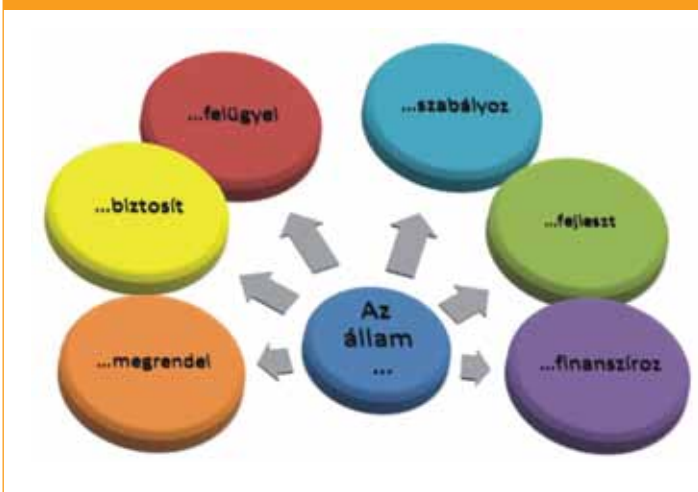 ...felügyel
...szabályoz
...biztosít
...fejleszt
Az
állam
...
...megrendel
...finanszíroz